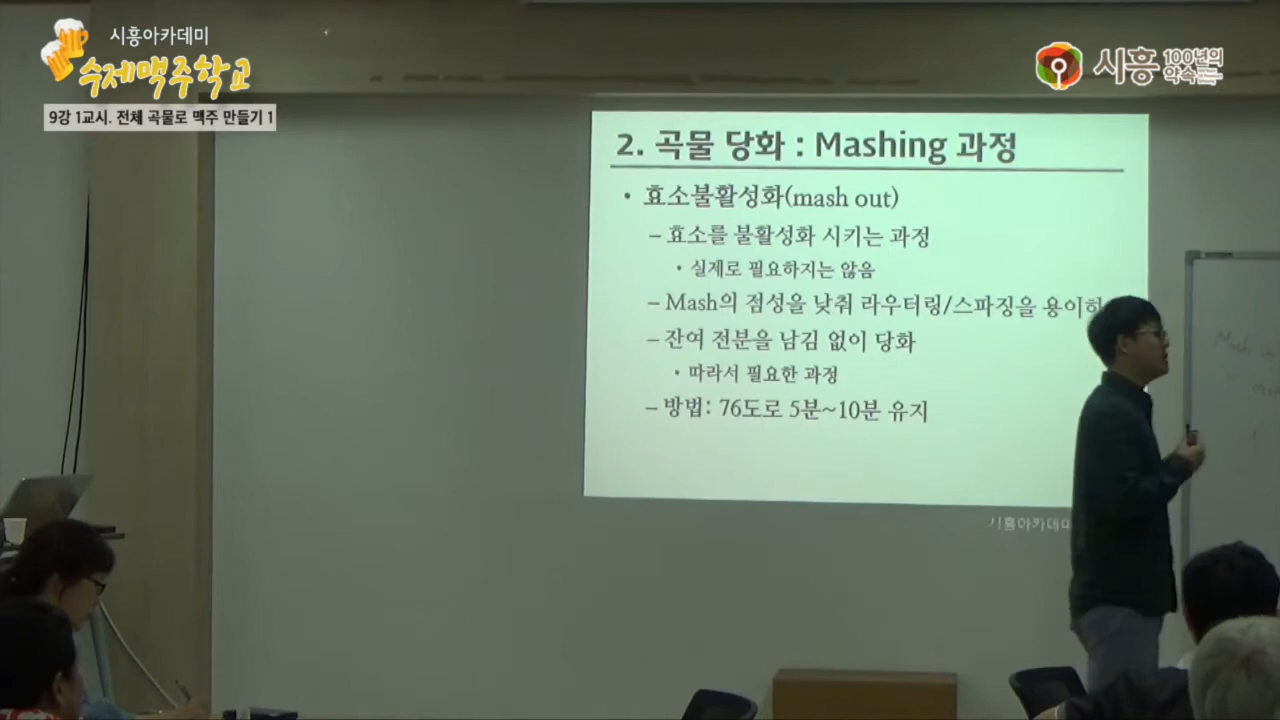 시흥아카데미
수제맥주학교
9강 1교시. 전체 곡물로 맥주 만들기 1
시흥 100년의 약속
2. 곡물 당화 : Mashing 과정
• 효소불활성화(mash out)
– 효소를 불활성화 시키는 과정
• 실제로 필요하지는 않음
– Mash의 점성을 낮춰 라우터링/스파징을 용이하
– 잔여 전분을 남김 없이 당화
• 따라서 필요한 과정
– 방법: 76도로 5분~10분 유지
시흥아카데미